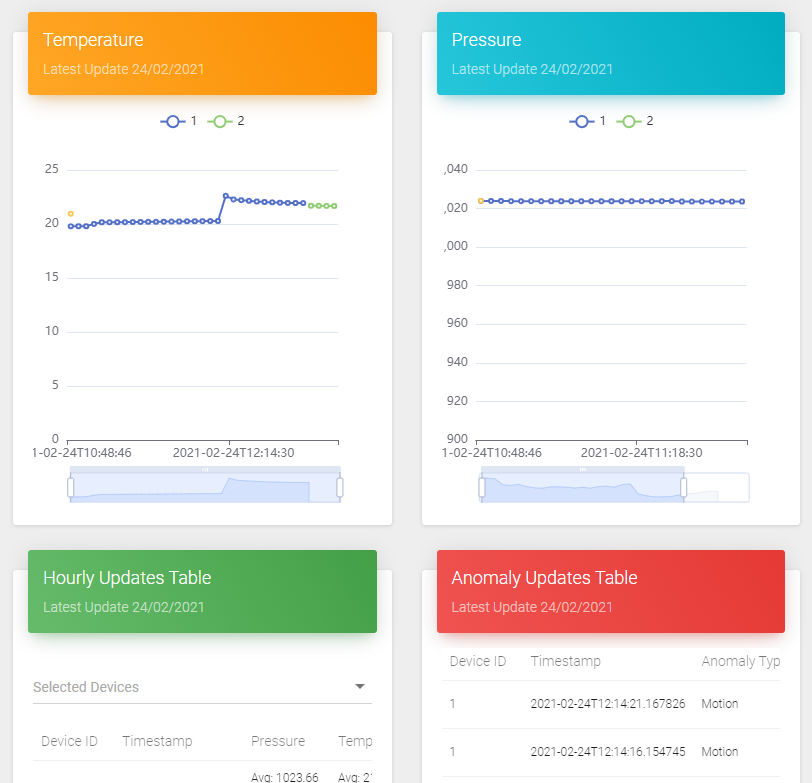 Temperature
Latest Update 24/02/2021
1 2
25
20
15
10
5
0
1-02-24T10:48:46 2021-02-24T12:14:30
Pressure
Latest Update 24/02/2021
1 2
,040
,020
,000
980
960
940
920
900
1-02-24T10:48:46 2021-02-24T11:18:30
Hourly Updates Table
Latest Update 24/02/2021
Selected Devices
Device ID Timestamp Pressure Temp
Avg: 1023.66 Avg: 21
Anomaly Updates Table
Latest Update 24/02/2021
Device ID Timestamp Anomaly Typ
1 2021-02-24T12:14:21.167826 Motion
1 2021-02-24T12:14:16.154745 Motion